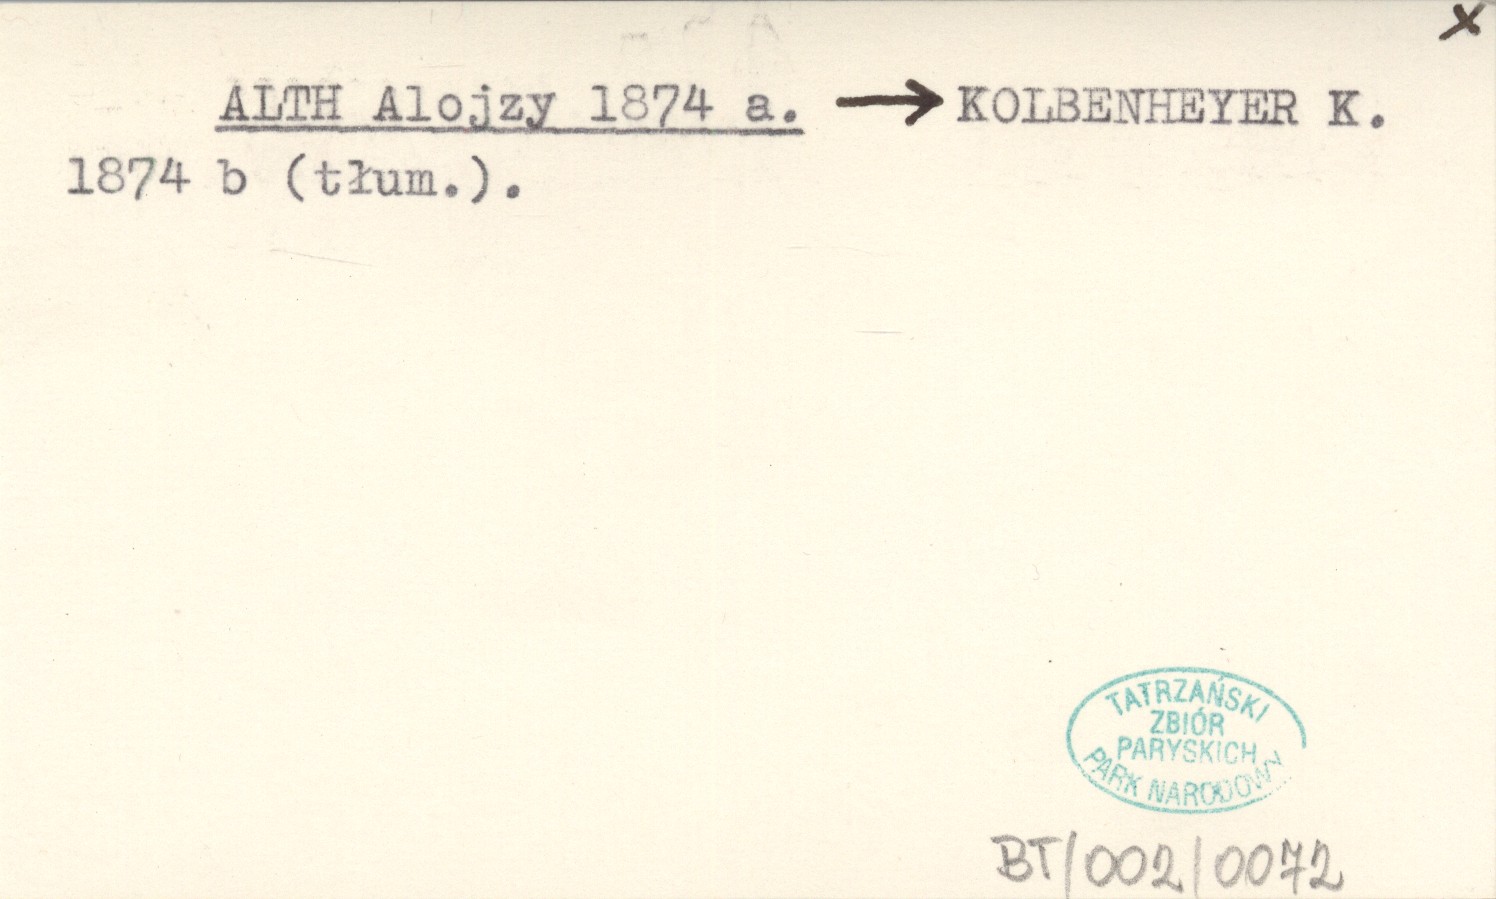 x
ALTH Alojzy 1874 a. → KOLBENHEYER K.
1874 b (tłum.).
TATRZAŃSKI
ZBIÓR
PARYSKICH
PARK NARODOWY
BT/002/0072